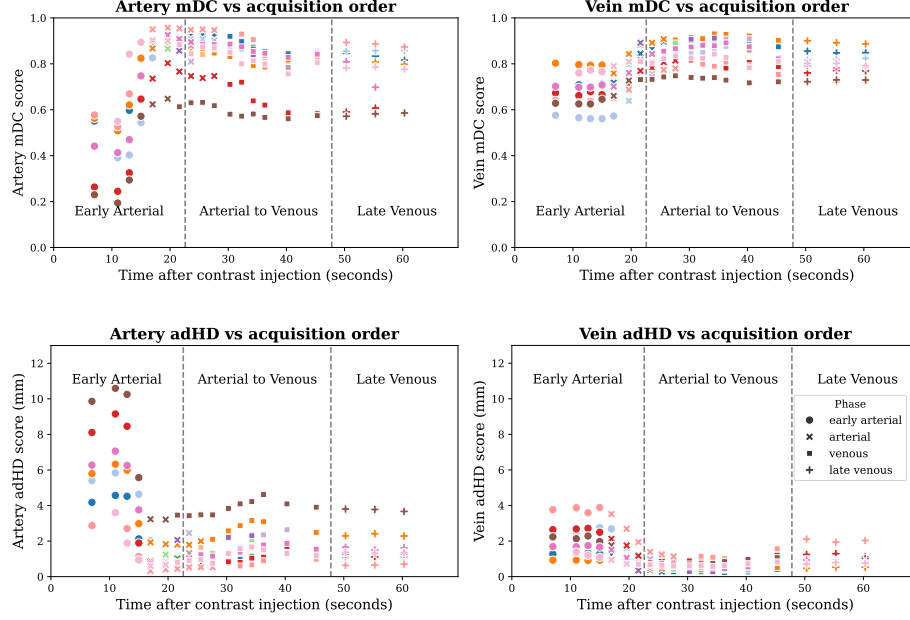 Artery mDC vs acquisition order
Artery mDC score
1.0
0.8
0.6
0.4
0.2
0.0
Early Arterial
Arterial to Venous
Late Venous
0 10 20 30 40 50 60
Time after contrast injection (seconds)
Vein mDC vs acquisition order
Vein mDC score
1.0
0.8
0.6
0.4
0.2
0.0
Early Arterial
Arterial to Venous
Late Venous
0 10 20 30 40 50 60
Time after contrast injection (seconds)
Artery adHD vs acquisition order
Artery adHD score (mm)
12
10
8
6
4
2
0
Early Arterial
Arterial to Venous
Late Venous
0 10 20 30 40 50 60
Time after contrast injection (seconds)
Vein adHD vs acquisition order
Vein adHD score (mm)
12
10
8
6
4
2
0
Early Arterial
Arterial to Venous
Late Venous
Phase
early arterial
arterial
venous
late venous
0 10 20 30 40 50 60
Time after contrast injection (seconds)